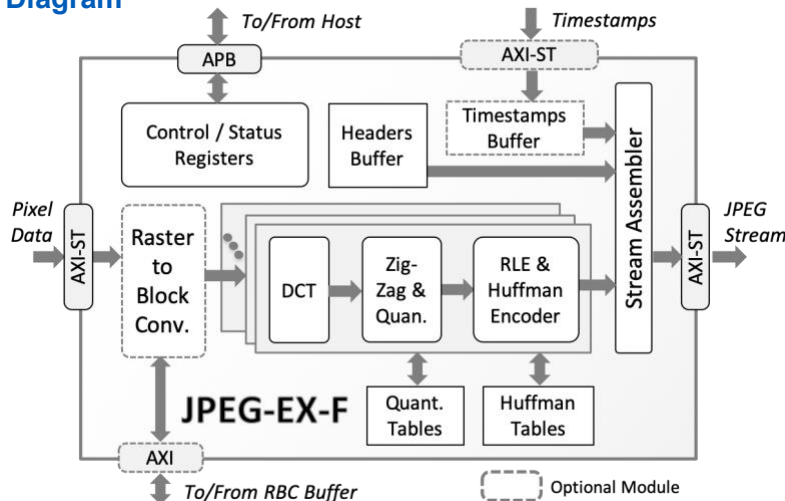 Diagram
To/From Host
Timestamps
APB
AXI-ST
Control / Status
Registers
Headers
Buffer
Timestamps
Buffer
Stream Assembler
Pixel
Data
AXI-ST
Raster
to
Block
Conv.
DCT
Zig-
Zag &
Quan.
RLE &
Huffman
Encoder
AXI-ST
JPEG
Stream
JPEG-EX-F
Quant.
Tables
Huffman
Tables
AXI
To/From RBC Buffer
Optional Module